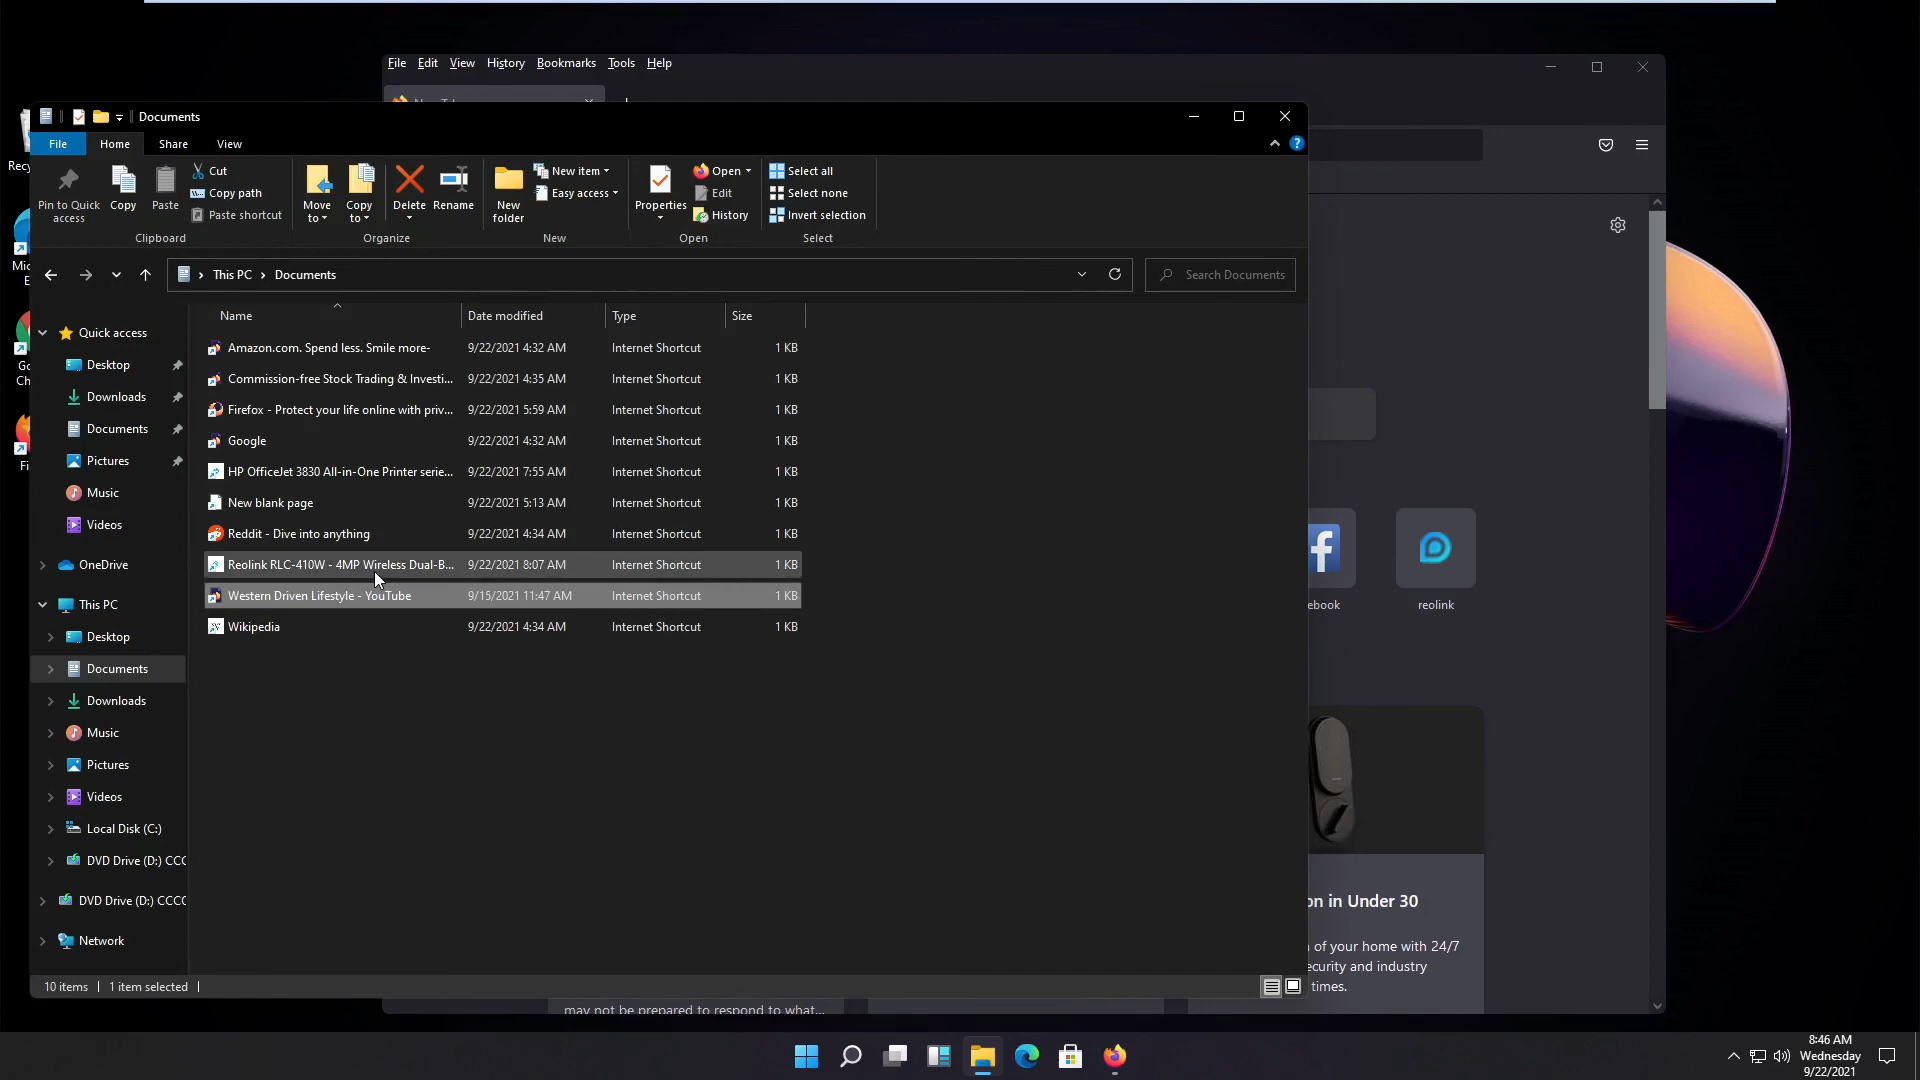 File Edit View History Bookmarks Tools Help
Documents
File Home Share View
Pin to Quick access
Copy
Paste
Cut
Copy path
Paste shortcut
Clipboard
Move to
Copy to
Delete
Rename
Organize
New folder
New item
Easy access
New
Properties
Open
Edit
History
Open
Select all
Select none
Invert selection
Select
This PC > Documents
Search Documents
Name Date modified Type Size
Amazon.com. Spend less. Smile more- 9/22/2021 4:32 AM Internet Shortcut 1 KB
Commission-free Stock Trading & Investi... 9/22/2021 4:35 AM Internet Shortcut 1 KB
Firefox - Protect your life online with priv... 9/22/2021 5:59 AM Internet Shortcut 1 KB
Google 9/22/2021 4:32 AM Internet Shortcut 1 KB
HP OfficeJet 3830 All-in-One Printer serie... 9/22/2021 7:55 AM Internet Shortcut 1 KB
New blank page 9/22/2021 5:13 AM Internet Shortcut 1 KB
Reddit - Dive into anything 9/22/2021 4:34 AM Internet Shortcut 1 KB
Reolink RLC-410W - 4MP Wireless Dual-B... 9/22/2021 8:07 AM Internet Shortcut 1 KB
Western Driven Lifestyle - YouTube 9/15/2021 11:47 AM Internet Shortcut 1 KB
Wikipedia 9/22/2021 4:34 AM Internet Shortcut 1 KB
Quick access
Desktop
Downloads
Documents
Pictures
Music
Videos
OneDrive
This PC
Desktop
Documents
Downloads
Music
Pictures
Videos
Local Disk (C:)
DVD Drive (D:) CCC
DVD Drive (D:) CCC
Network
10 items 1 item selected
Recy
Mic
E
Go
Ch
Fi
ebook
reolink
on in Under 30
of your home with 24/7
ecurity and industry
times.
may not be prepared to respond to what...
8:46 AM
Wednesday
9/22/2021